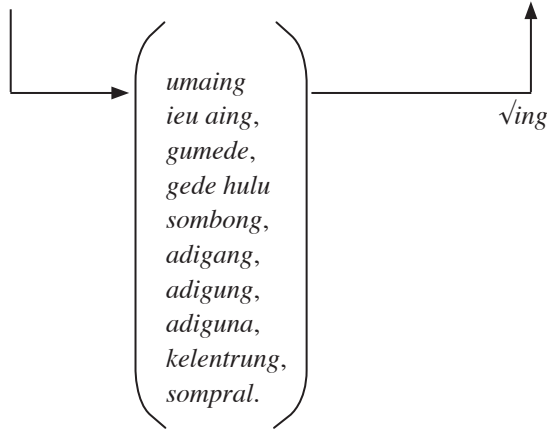 umaing
ieu aing,
gumede,
gede hulu
√ing
sombong,
adigang,
adigung,
adiguna,
kelentrung,
sompral.